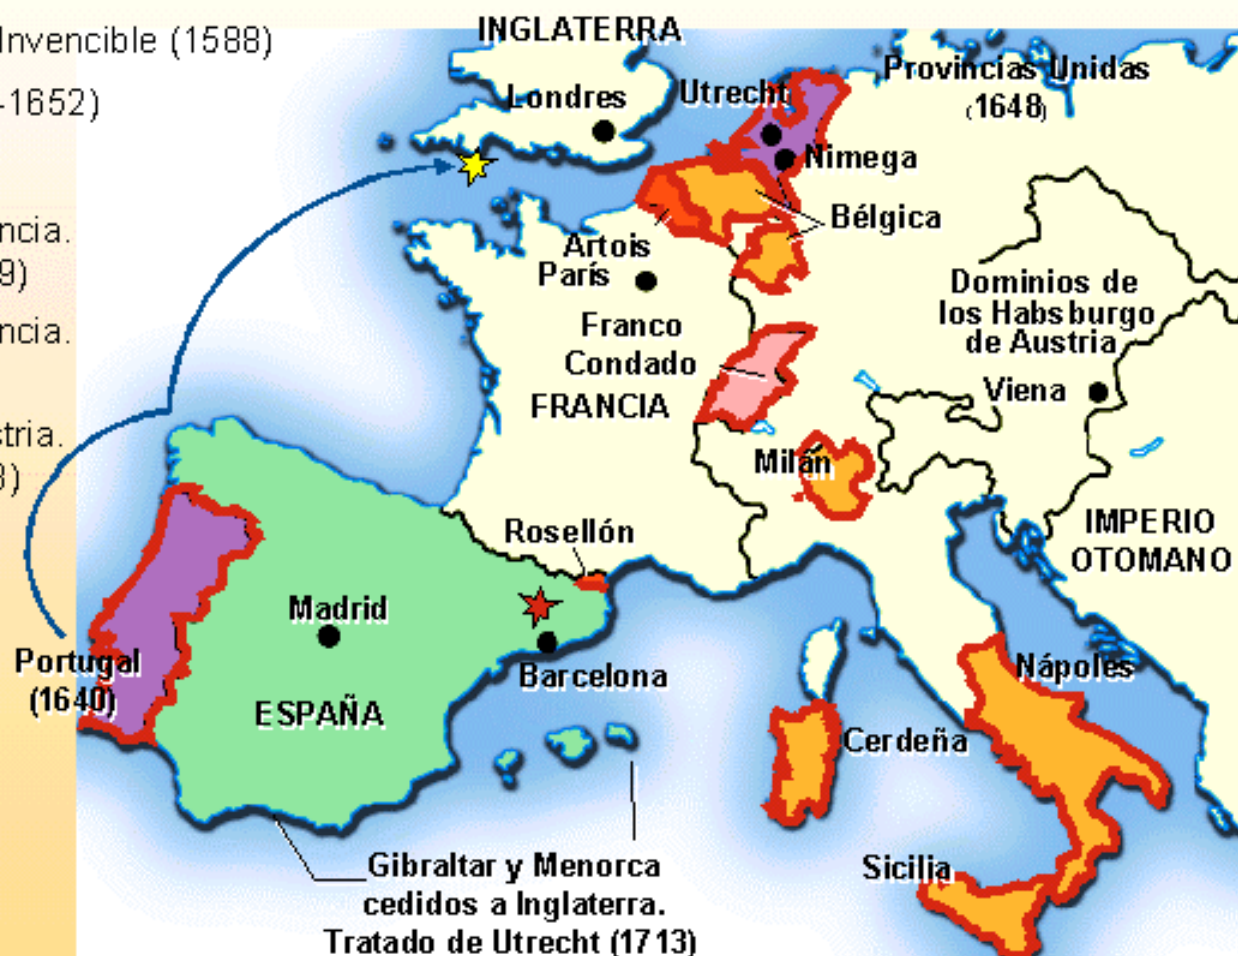 Invencible (1588)
-1652)
ncia.
9)
ncia.
stria.
3)
INGLATERRA
Londres
Utrecht
Provincias Unidas
(1648)
Nimega
Bélgica
Artois
París
Franco
Condado
FRANCIA
Dominios de
los Habsburgo
de Austria
Viena
Milán
IMPERIO
OTOMANO
Rosellón
Madrid
Barcelona
Portugal
(1640)
ESPAÑA
Nápoles
Cerdeña
Sicilia
Gibraltar y Menorca
cedidos a Inglaterra.
Tratado de Utrecht (1713)